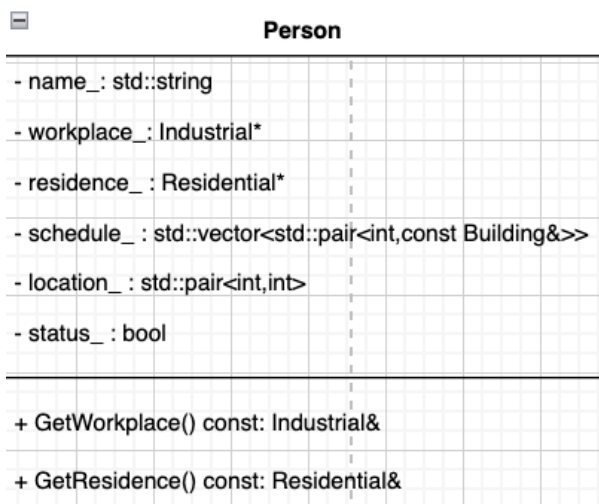 Person
- name_: std::string
- workplace_: Industrial*
- residence_ : Residential*
- schedule_ : std::vector<std::pair<int,const Building&>>
- location_ : std::pair<int,int>
- status_ : bool
+ GetWorkplace() const: Industrial&
+ GetResidence() const: Residential&